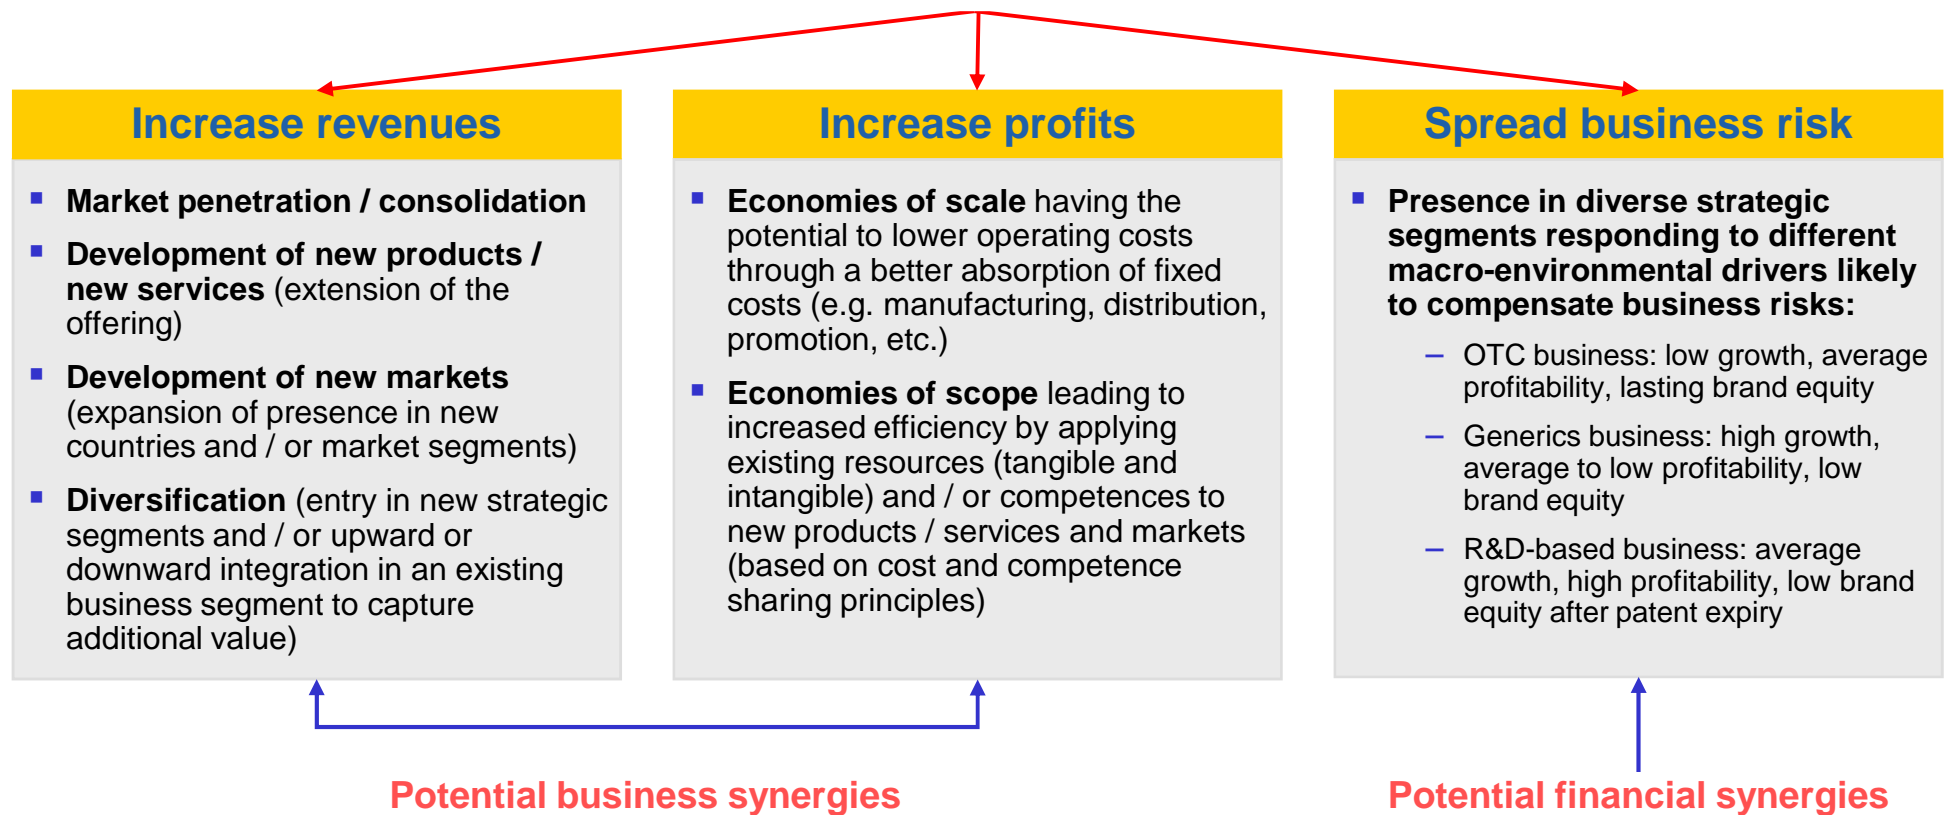 Increase revenues
Market penetration / consolidation
Development of new products /
new services (extension of the
offering)
Development of new markets
(expansion of presence in new
countries and / or market segments)
Diversification (entry in new strategic
segments and / or upward or
downward integration in an existing
business segment to capture
additional value)
Increase profits
Economies of scale having the
potential to lower operating costs
through a better absorption of fixed
costs (e.g. manufacturing, distribution,
promotion, etc.)
Economies of scope leading to
increased efficiency by applying
existing resources (tangible and
intangible) and / or competences to
new products / services and markets
(based on cost and competence
sharing principles)
Spread business risk
Presence in diverse strategic
segments responding to different
macro-environmental drivers likely
to compensate business risks:
– OTC business: low growth, average
profitability, lasting brand equity
– Generics business: high growth,
average to low profitability, low
brand equity
– R&D-based business: average
growth, high profitability, low brand
equity after patent expiry
Potential business synergies
Potential financial synergies